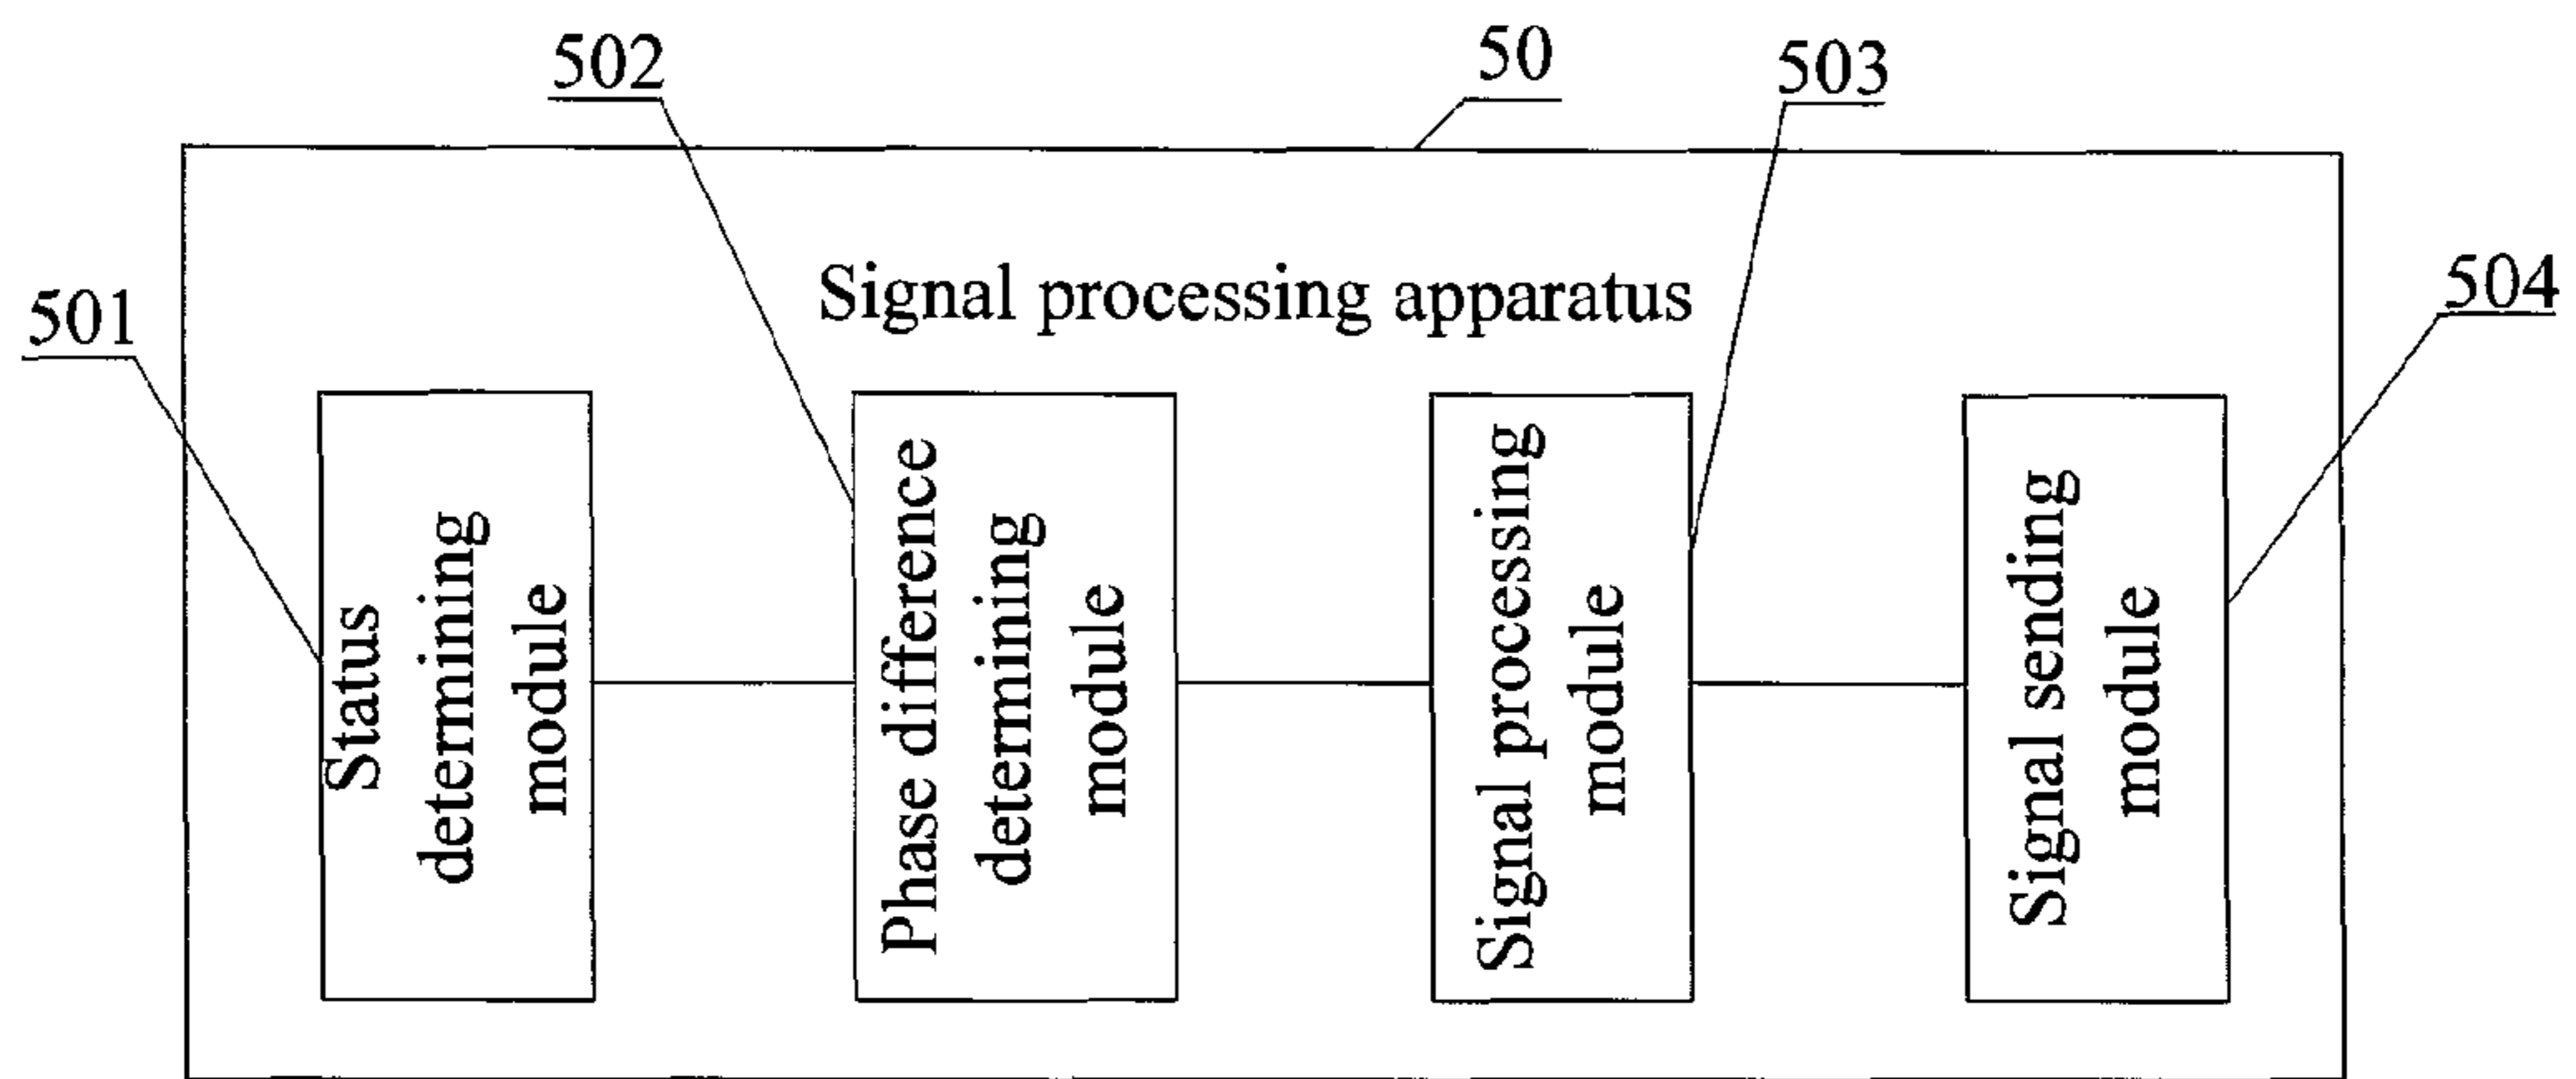 502
50
503
Signal processing apparatus
501
504
Status
determining
module
Phase difference
determining
module
Signal processing
module
Signal sending
module